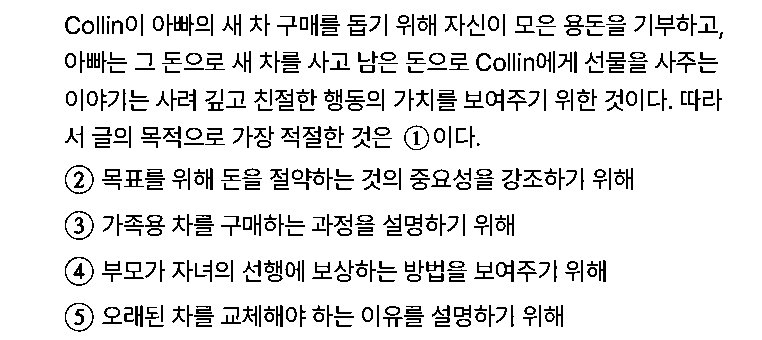 Collin이 아빠의 새 차 구매를 돕기 위해 자신이 모은 용돈을 기부하고,
아빠는 그 돈으로 새 차를 사고 남은 돈으로 Collin에게 선물을 사주는
이야기는 사려 깊고 친절한 행동의 가치를 보여주기 위한 것이다. 따라
서 글의 목적으로 가장 적절한 것은 ①이다.
② 목표를 위해 돈을 절약하는 것의 중요성을 강조하기 위해
③ 가족용 차를 구매하는 과정을 설명하기 위해
④ 부모가 자녀의 선행에 보상하는 방법을 보여주기 위해
⑤ 오래된 차를 교체해야 하는 이유를 설명하기 위해